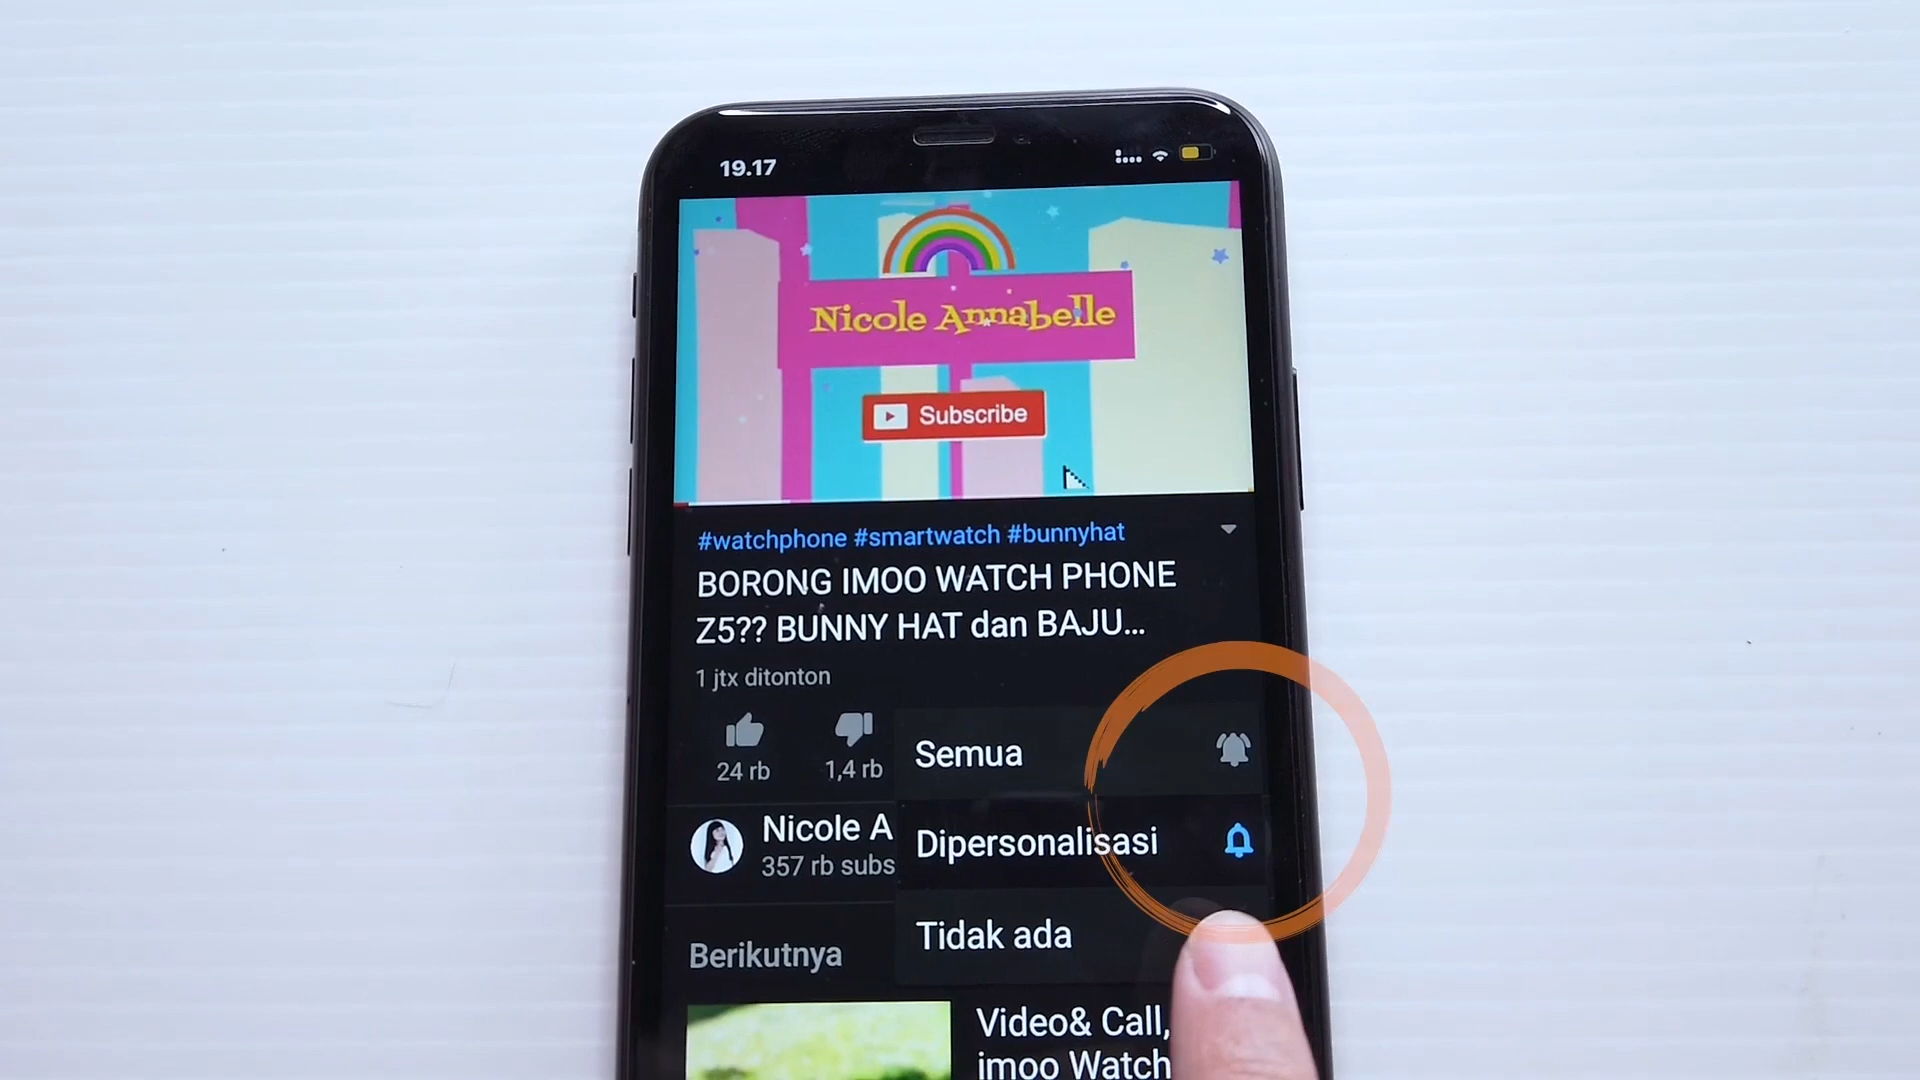 19.17
Nicole Annabelle
Subscribe
#watchphone #smartwatch #bunnyhat
BORONG IMOO WATCH PHONE
Z5?? BUNNY HAT dan BAJU...
1 jtx ditonton
24 rb
1,4 rb
Semua
Nicole A
357 rb subs
Dipersonalisasi
Tidak ada
Berikutnya
Video& Call,
imoo Watch